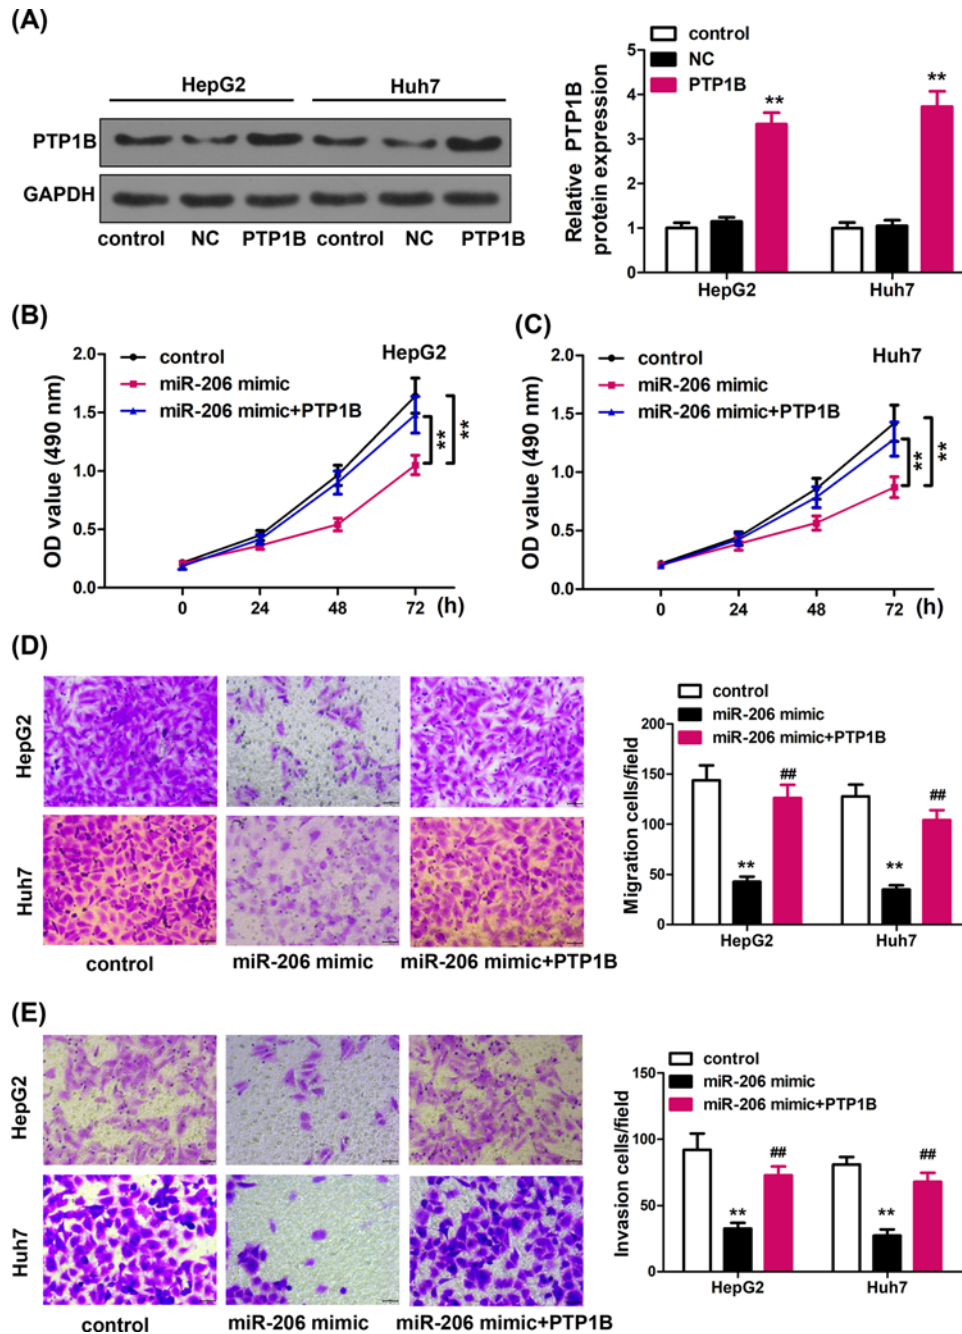 (A)
HepG2 Huh7
PTP1B
GAPDH
control NC PTP1B control NC PTP1B
control
NC
PTP1B
Relative PTP1B
protein expression
5
4
3
2
1
0
** **
HepG2 Huh7
(B)
control
miR-206 mimic
miR-206 mimic+PTP1B
HepG2
OD value (490 nm)
2.0
1.5
1.0
0.5
0.0
** **
0 24 48 72 (h)
(C)
control
miR-206 mimic
miR-206 mimic+PTP1B
Huh7
OD value (490 nm)
2.0
1.5
1.0
0.5
0.0
** **
0 24 48 72 (h)
(D)
HepG2
Huh7
control miR-206 mimic miR-206 mimic+PTP1B
control
miR-206 mimic
miR-206 mimic+PTP1B
Migration cells/field
200
150
100
50
0
** ## ** ##
HepG2 Huh7
(E)
HepG2
Huh7
control miR-206 mimic miR-206 mimic+PTP1B
control
miR-206 mimic
miR-206 mimic+PTP1B
Invasion cells/field
150
100
50
0
** ## ** ##
HepG2 Huh7